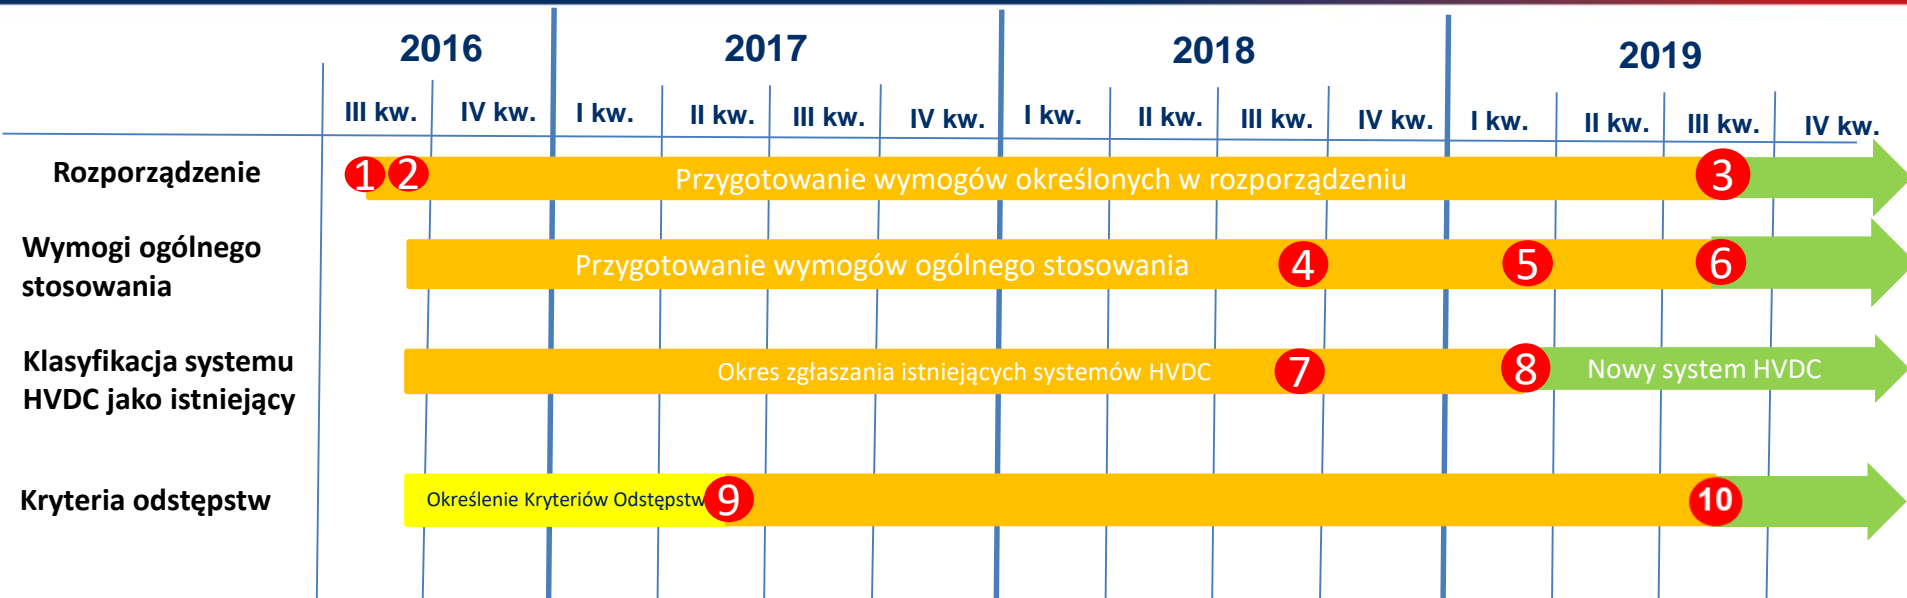 2016 2017 2018 2019
III kw. IV kw. I kw. II kw. III kw. IV kw. I kw. II kw. III kw. IV kw. I kw. II kw. III kw. IV kw.
Rozporządzenie 1 2 Przygotowanie wymogów określonych w rozporządzeniu 3
Wymogi ogólnego
stosowania
Przygotowanie wymogów ogólnego stosowania 4 5 6
Klasyfikacja systemu
HVDC jako istniejący
Okres zgłaszania istniejących systemów HVDC 7 8 Nowy system HVDC
Kryteria odstępstw Określenie Kryteriów Odstępstw 9 10